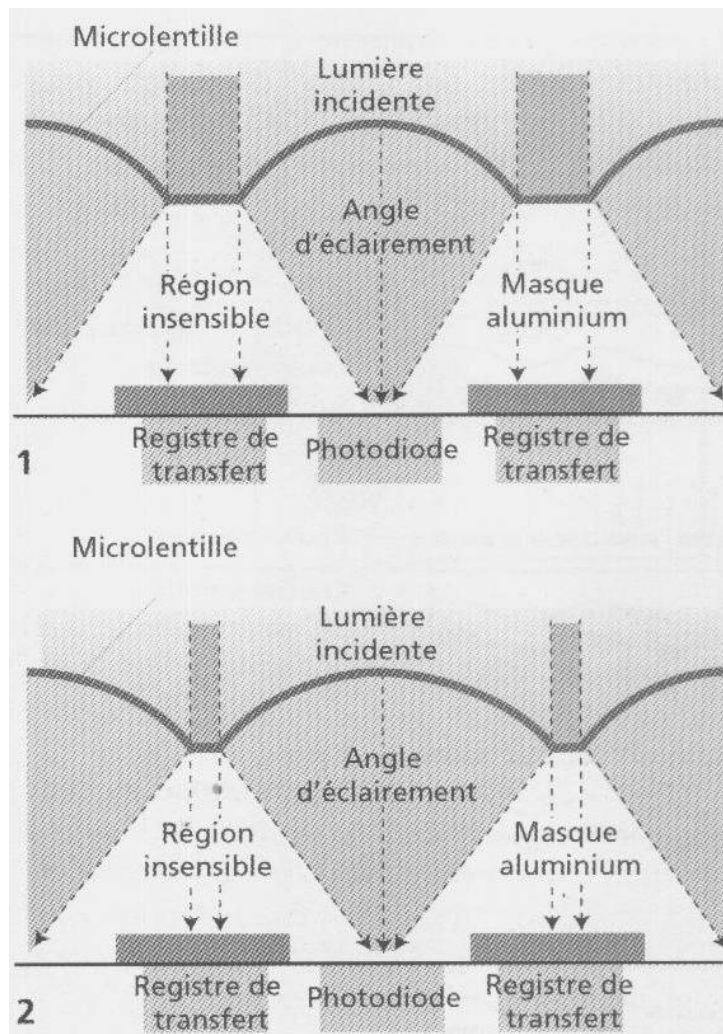 Microlentille
Lumière
incidente
Angle
d'éclairement
Région
insensible
Masque
aluminium
Registre de
transfert
Photodiode
Registre de
transfert
1
Microlentille
Lumière
incidente
Angle
d'éclairement
Région
insensible
Masque
aluminium
Registre de
transfert
Photodiode
Registre de
transfert
2